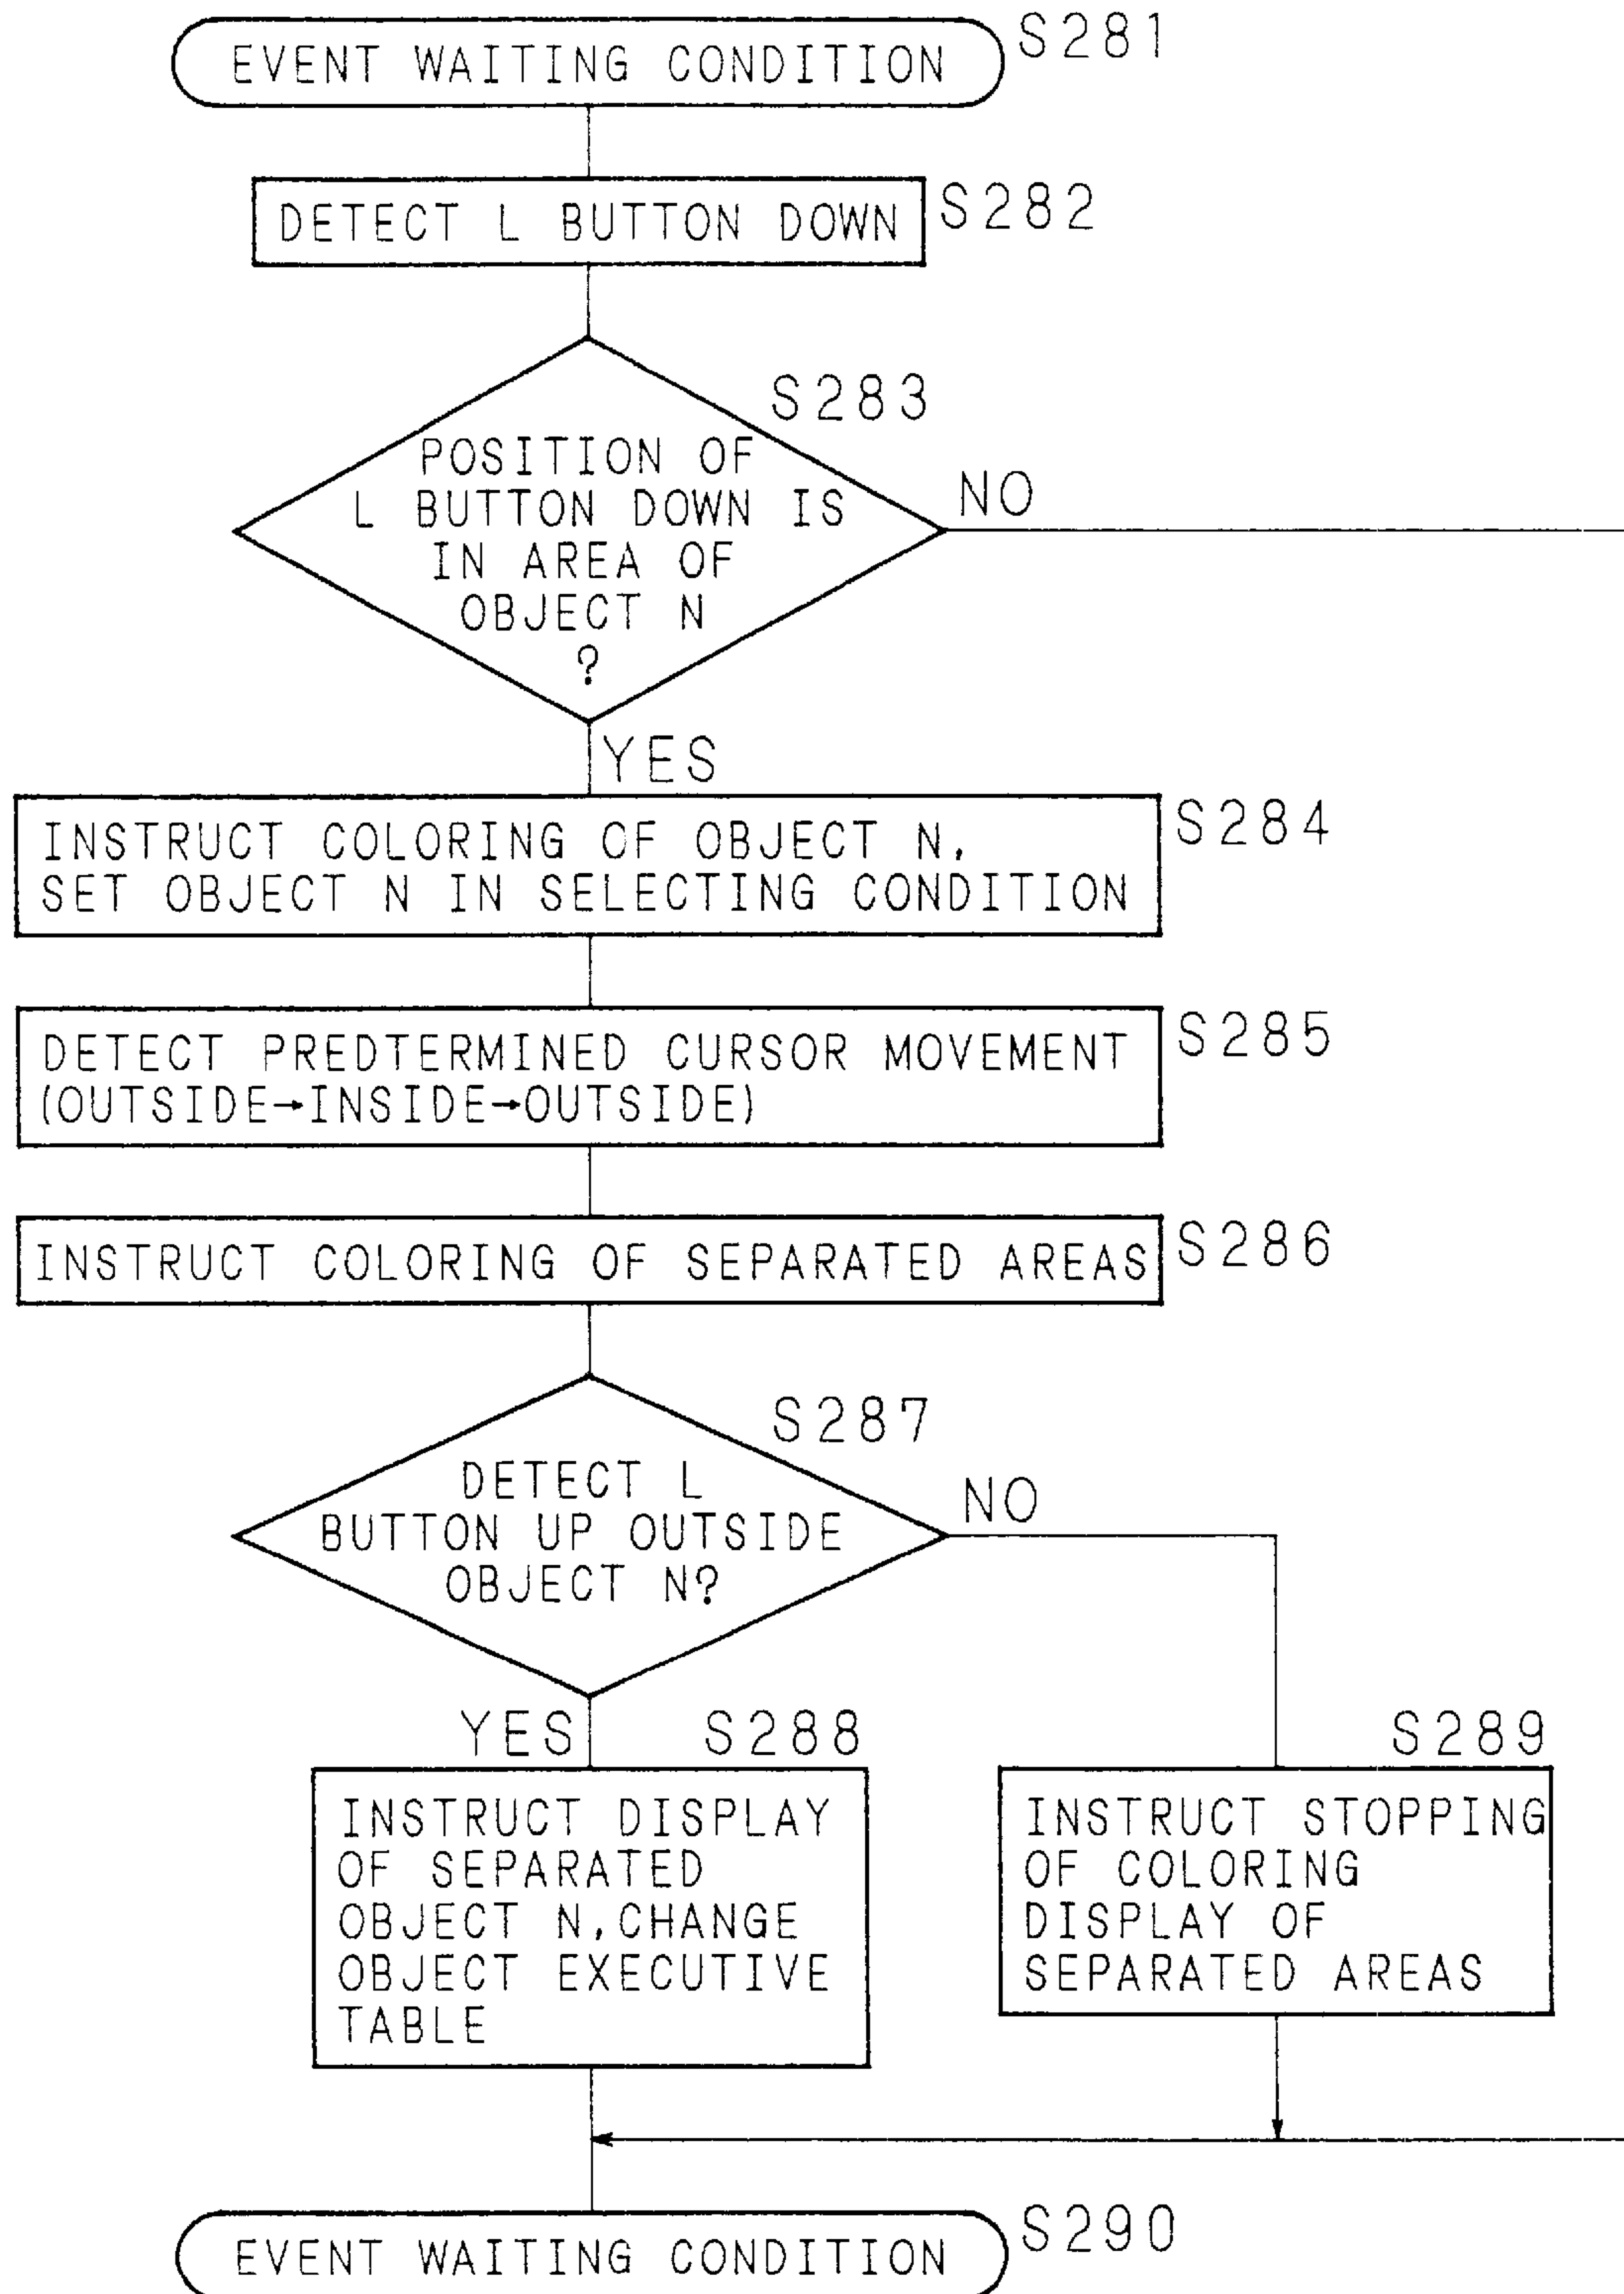 EVENT WAITING CONDITION
S281
DETECT L BUTTON DOWN
S282
S283
POSITION OF
L BUTTON DOWN IS
IN AREA OF
OBJECT N
?
NO
YES
INSTRUCT COLORING OF OBJECT N,
SET OBJECT N IN SELECTING CONDITION
S284
DETECT PREDTERMINED CURSOR MOVEMENT
(OUTSIDE→INSIDE→OUTSIDE)
S285
INSTRUCT COLORING OF SEPARATED AREAS
S286
S287
DETECT L
BUTTON UP OUTSIDE
OBJECT N?
NO
YES
S288
INSTRUCT DISPLAY
OF SEPARATED
OBJECT N,CHANGE
OBJECT EXECUTIVE
TABLE
S289
INSTRUCT STOPPING
OF COLORING
DISPLAY OF
SEPARATED AREAS
EVENT WAITING CONDITION
S290